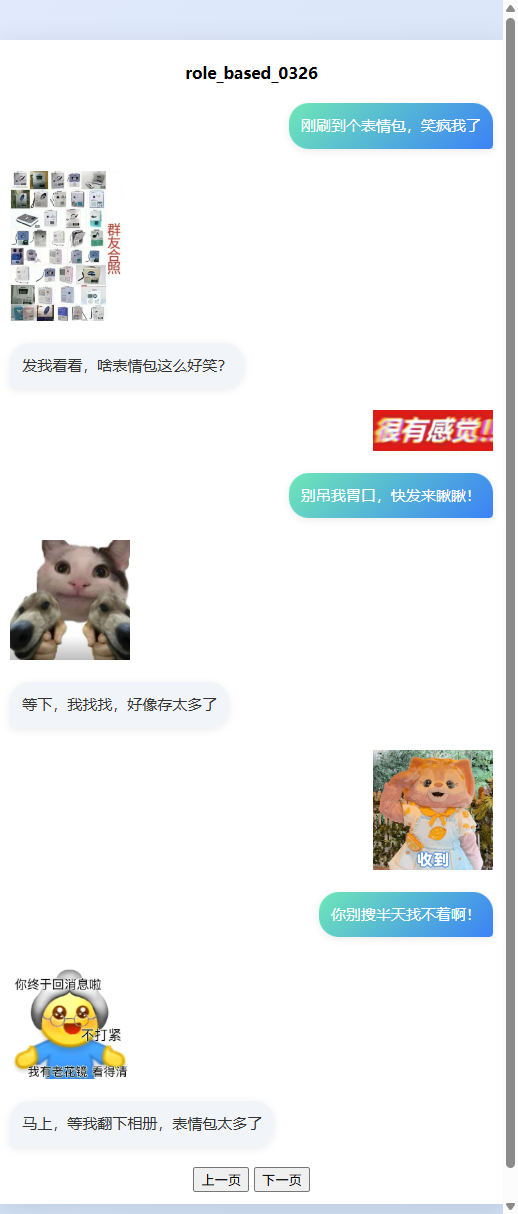 role_based_0326
刚刷到个表情包，笑疯我了
群友合照
发我看看，啥表情包这么好笑？
很有感觉!!
别吊我胃口，快发来瞅瞅！
等下，我找找，好像存太多了
收到
你别搜半天找不着啊！
你终于回消息啦
不打紧
我有老花镜 看得清
马上，等我翻下相册，表情包太多了
上一页
下一页